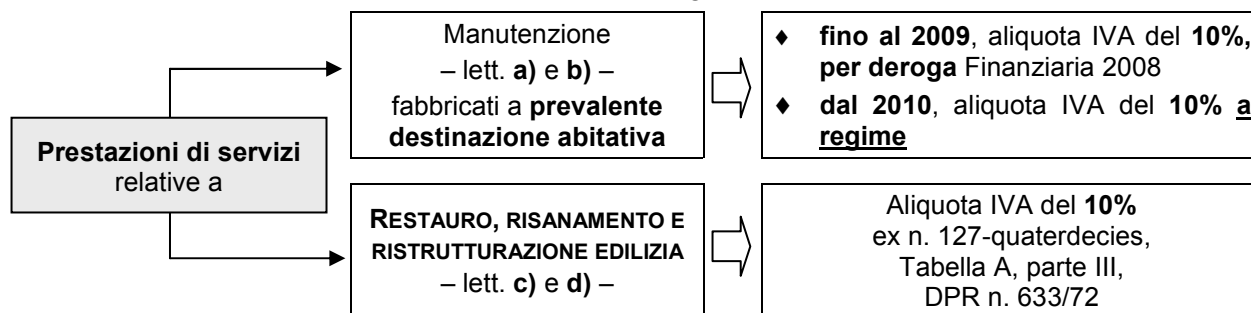 Prestazioni di servizi
relative a
Manutenzione
– lett. a) e b) –
fabbricati a prevalente
destinazione abitativa
♦ fino al 2009, aliquota IVA del 10%,
per deroga Finanziaria 2008
♦ dal 2010, aliquota IVA del 10% a
regime
RESTAURO, RISANAMENTO E
RISTRUTTURAZIONE EDILIZIA
– lett. c) e d) –
Aliquota IVA del 10%
ex n. 127-quaterdecies,
Tabella A, parte III,
DPR n. 633/72